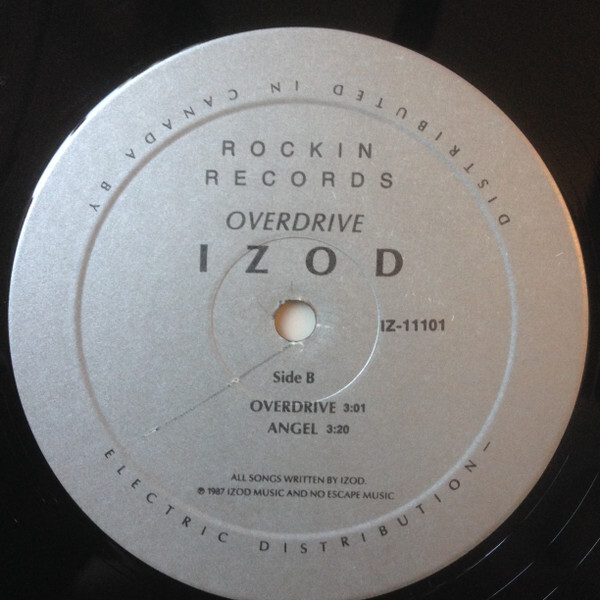 ROCKIN
RECORDS
OVERDRIVE
IZOD
IZ-11101
Side B
OVERDRIVE 3:01
ANGEL 3:20
ALL SONGS WRITTEN BY IZOD.
℗ 1987 IZOD MUSIC AND NO ESCAPE MUSIC
DISTRIBUTED IN CANADA BY
ELECTRIC DISTRIBUTION—